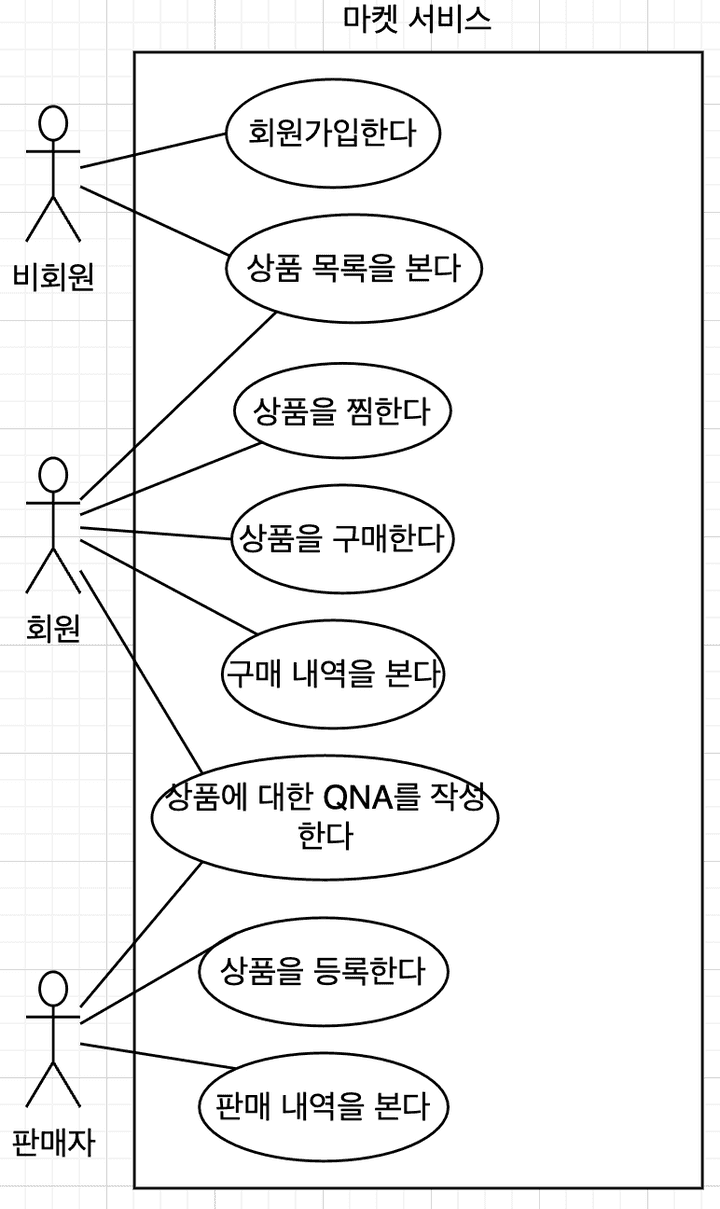 마켓 서비스
회원가입한다
비회원
상품 목록을 본다
상품을 찜한다
상품을 구매한다
회원
구매 내역을 본다
상품에 대한 QNA를 작성
한다
상품을 등록한다
판매 내역을 본다
판매자